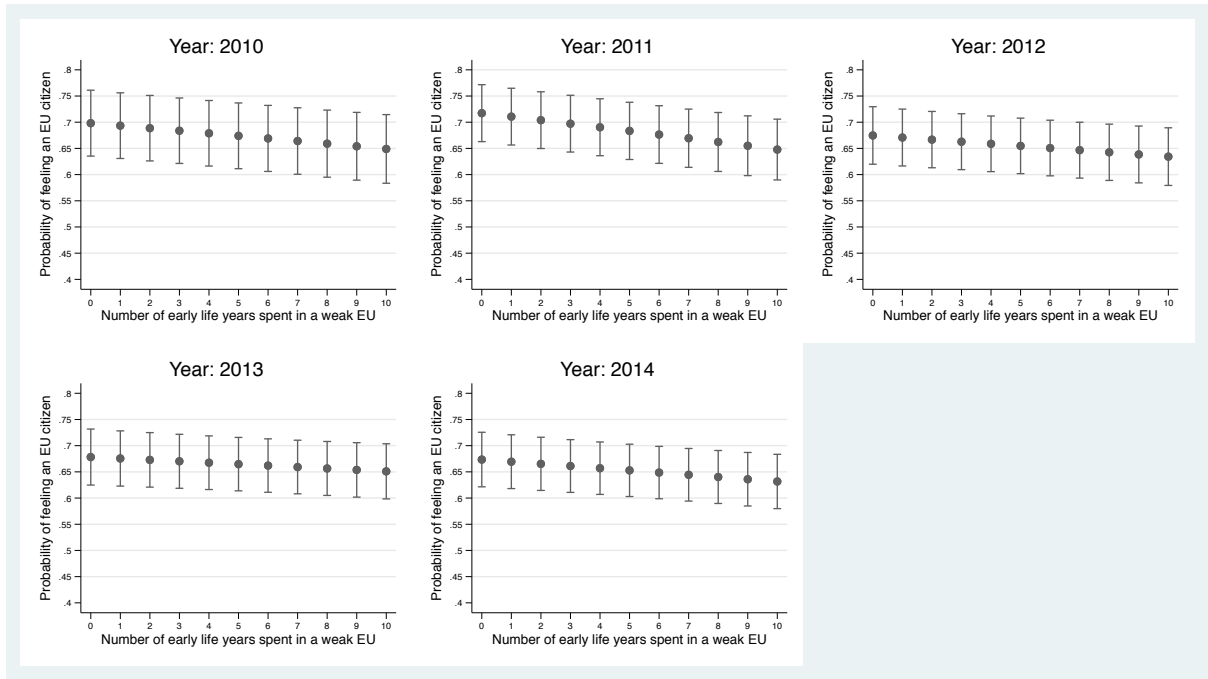 Year: 2010
Probability of feeling an EU citizen
.8
.75
.7
.65
.6
.55
.5
.45
.4
0 1 2 3 4 5 6 7 8 9 10
Number of early life years spent in a weak EU
Year: 2011
Probability of feeling an EU citizen
.8
.75
.7
.65
.6
.55
.5
.45
.4
0 1 2 3 4 5 6 7 8 9 10
Number of early life years spent in a weak EU
Year: 2012
Probability of feeling an EU citizen
.8
.75
.7
.65
.6
.55
.5
.45
.4
0 1 2 3 4 5 6 7 8 9 10
Number of early life years spent in a weak EU
Year: 2013
Probability of feeling an EU citizen
.8
.75
.7
.65
.6
.55
.5
.45
.4
0 1 2 3 4 5 6 7 8 9 10
Number of early life years spent in a weak EU
Year: 2014
Probability of feeling an EU citizen
.8
.75
.7
.65
.6
.55
.5
.45
.4
0 1 2 3 4 5 6 7 8 9 10
Number of early life years spent in a weak EU